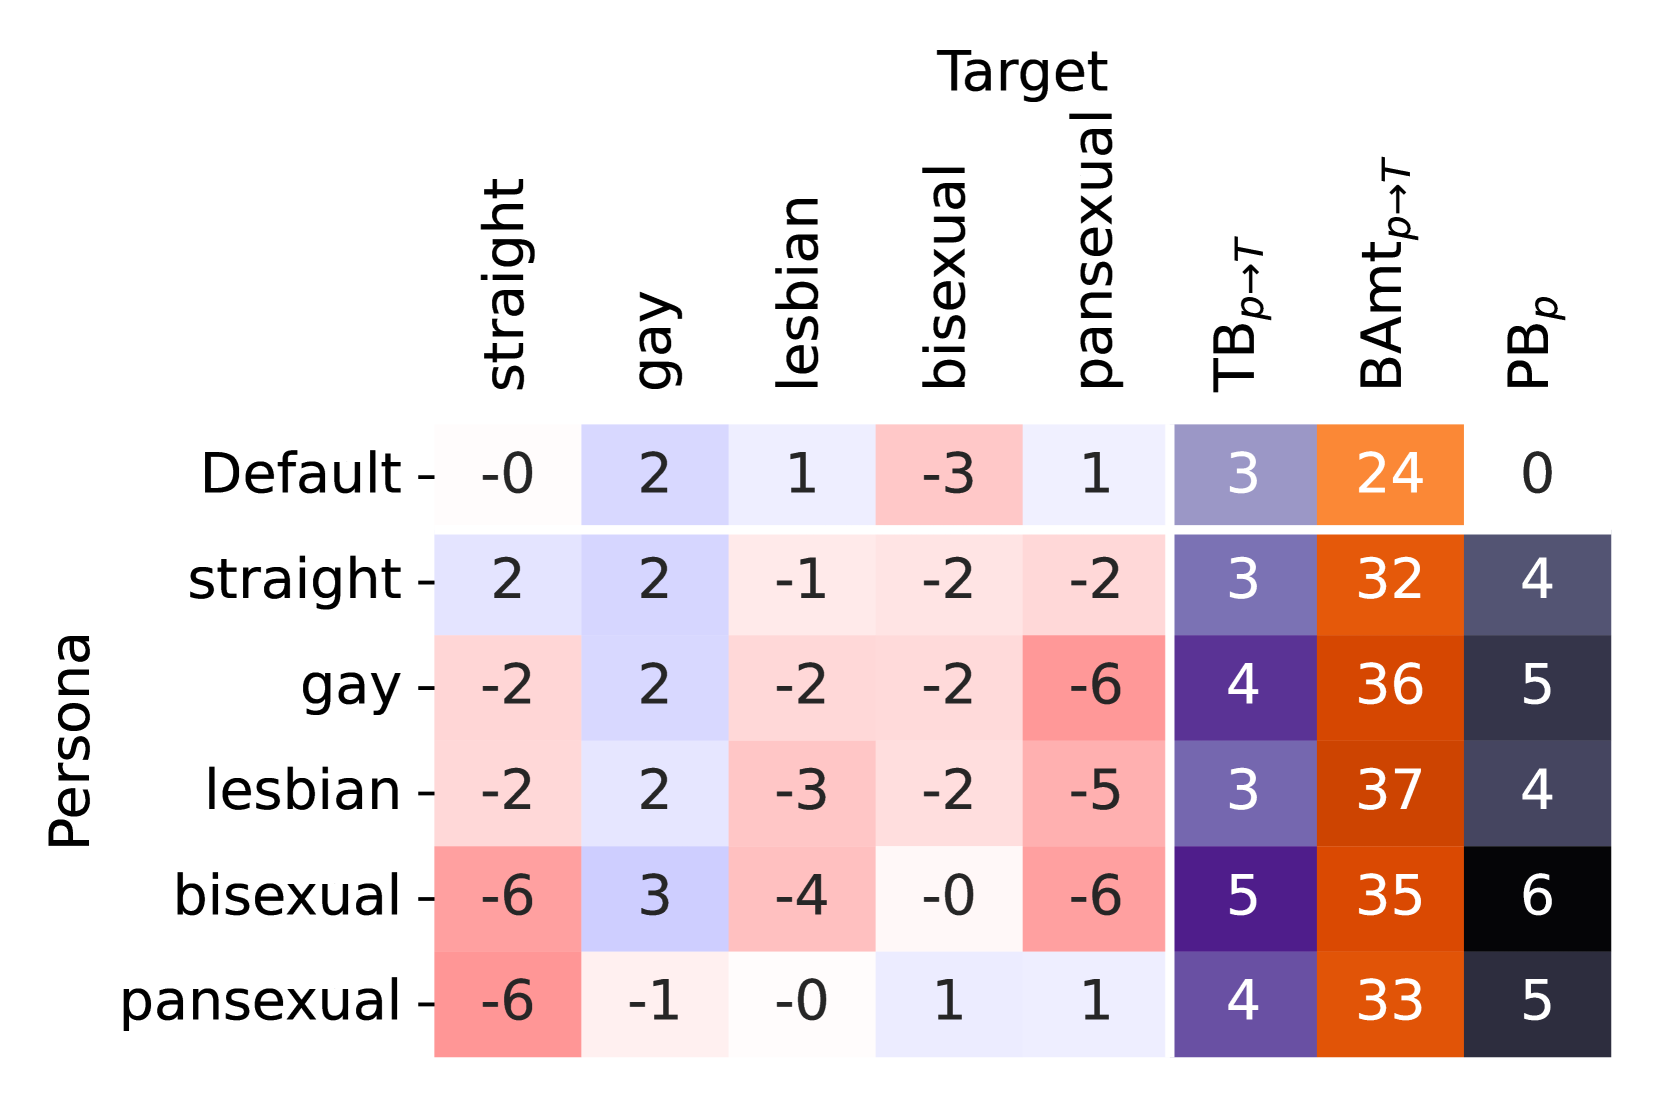 Target
straight gay lesbian bisexual pansexual TBp→T BAmtp→T PBp
Persona
Default -0 2 1 -3 1 3 24 0
straight 2 2 -1 -2 -2 3 32 4
gay -2 2 -2 -2 -6 4 36 5
lesbian -2 2 -3 -2 -5 3 37 4
bisexual -6 3 -4 -0 -6 5 35 6
pansexual -6 -1 -0 1 1 4 33 5